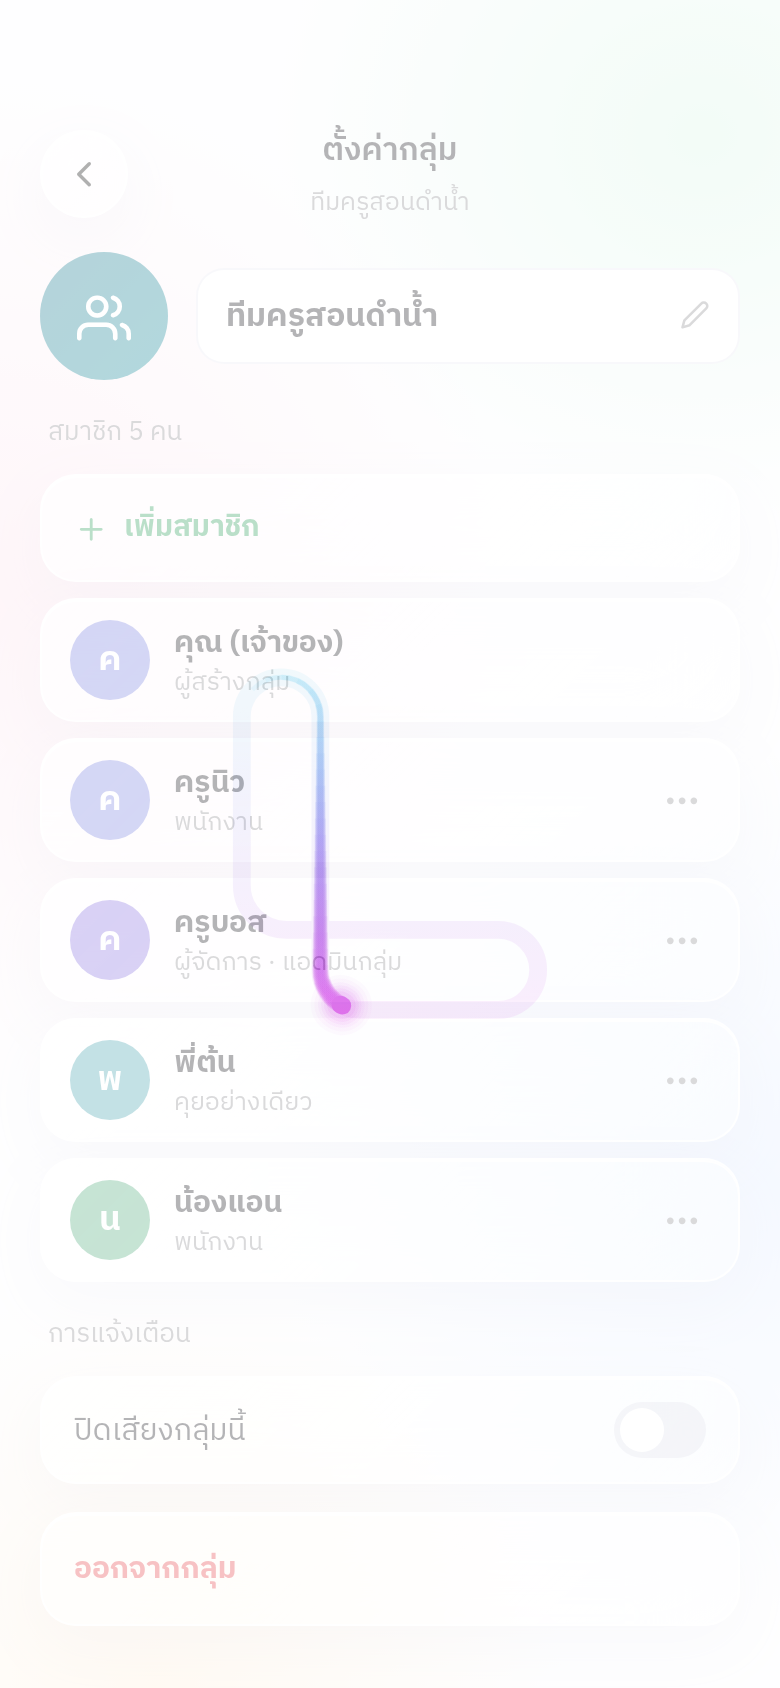 ตั้งค่ากลุ่ม
ทีมครูสอนดำน้ำ
ทีมครูสอนดำน้ำ
สมาชิก 5 คน
+ เพิ่มสมาชิก
ค
คุณ (เจ้าของ)
ผู้สร้างกลุ่ม
ค
ครูนิว
พนักงาน
ค
ครูบอส
ผู้จัดการ · แอดมินกลุ่ม
พ
พี่ต้น
คุยอย่างเดียว
น
น้องแอน
พนักงาน
การแจ้งเตือน
ปิดเสียงกลุ่มนี้
ออกจากกลุ่ม